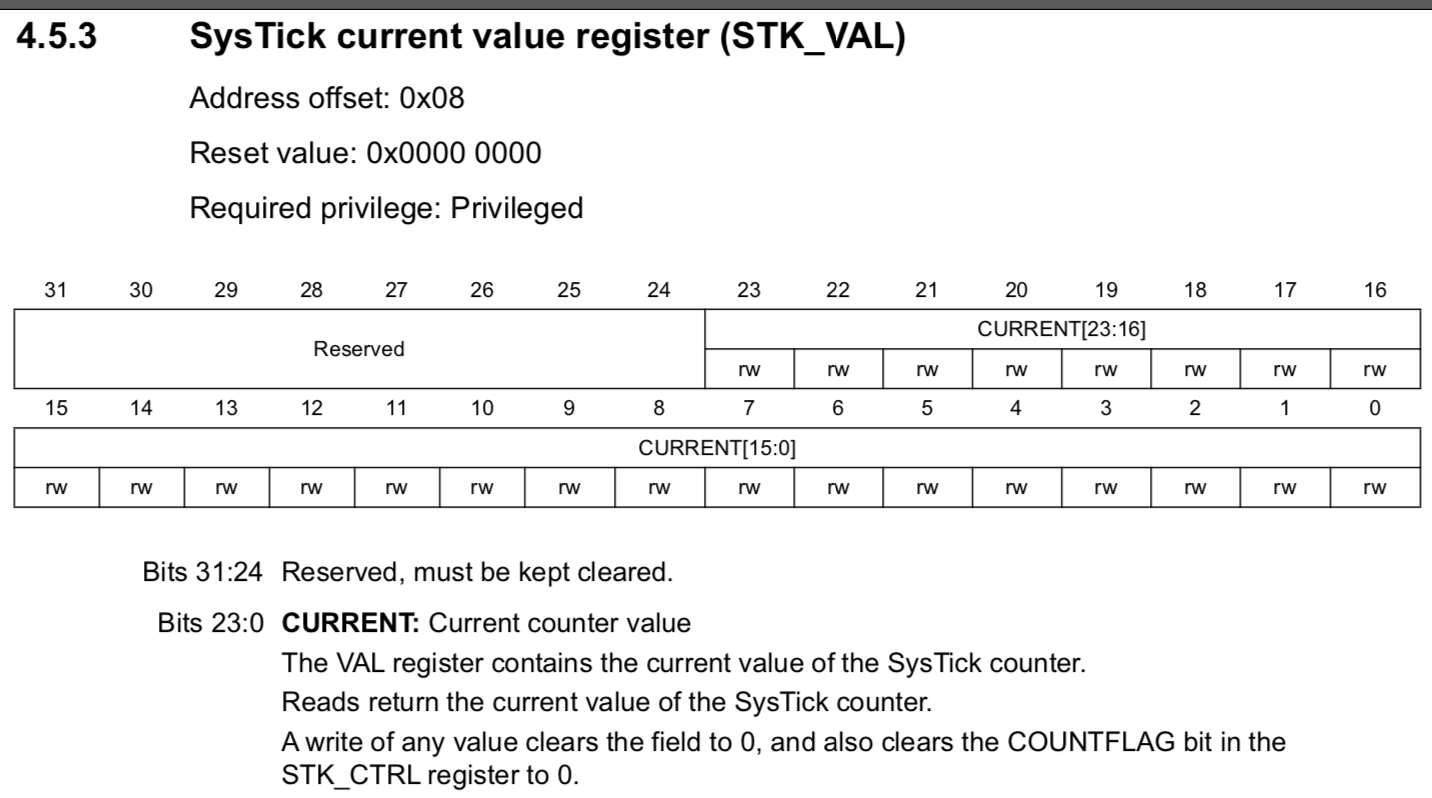 4.5.3 SysTick current value register (STK_VAL)
Address offset: 0x08
Reset value: 0x0000 0000
Required privilege: Privileged
31 30 29 28 27 26 25 24 23 22 21 20 19 18 17 16
Reserved CURRENT[23:16]
rw rw rw rw rw rw rw rw
15 14 13 12 11 10 9 8 7 6 5 4 3 2 1 0
CURRENT[15:0]
rw rw rw rw rw rw rw rw rw rw rw rw rw rw rw rw
Bits 31:24 Reserved, must be kept cleared.
Bits 23:0 CURRENT: Current counter value
The VAL register contains the current value of the SysTick counter.
Reads return the current value of the SysTick counter.
A write of any value clears the field to 0, and also clears the COUNTFLAG bit in the
STK_CTRL register to 0.